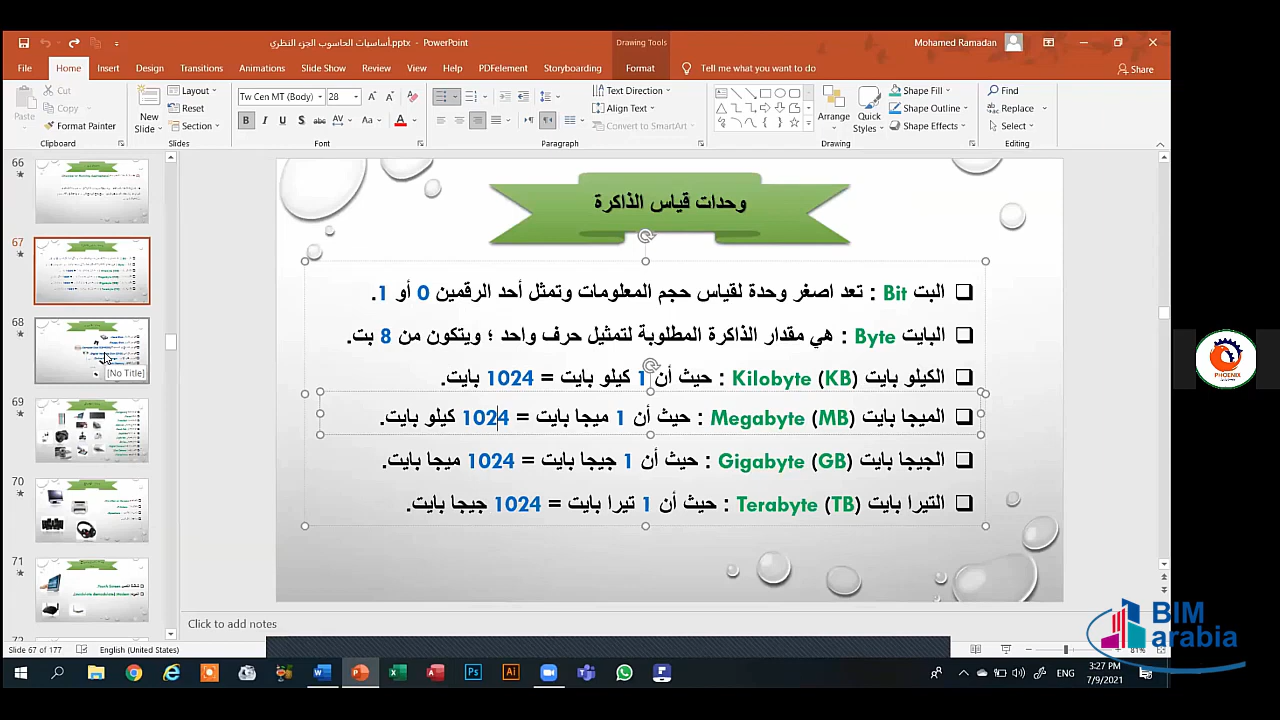 أساسيات الحاسوب الجزء النظري.pptx - PowerPoint
Drawing Tools
Mohamed Ramadan
File Home Insert Design Transitions Animations Slide Show Review View Help PDFelement Storyboarding Format Tell me what you want to do Share
Paste
Cut
Copy
Format Painter
Clipboard
New Slide
Layout
Reset
Section
Slides
Tw Cen MT (Body) 28
B I U S abc AV Aa A
Font
Text Direction
Align Text
Convert to SmartArt
Paragraph
Arrange
Quick Styles
Shape Fill
Shape Outline
Shape Effects
Drawing
Find
Replace
Select
Editing
66
67
68
[No Title]
69
70
71
72
وحدات قياس الذاكرة
البت Bit : تعد اصغر وحدة لقياس حجم المعلومات وتمثل أحد الرقمين 0 أو 1.
البايت Byte : هي مقدار الذاكرة المطلوبة لتمثيل حرف واحد ؛ ويتكون من 8 بت.
الكيلو بايت Kilobyte (KB) : حيث أن 1 كيلو بايت = 1024 بايت.
الميجا بايت Megabyte (MB) : حيث أن 1 ميجا بايت = 1024 كيلو بايت.
الجيجا بايت Gigabyte (GB) : حيث أن 1 جيجا بايت = 1024 ميجا بايت.
التيرا بايت Terabyte (TB) : حيث أن 1 تيرا بايت = 1024 جيجا بايت.
Click to add notes
PHOENIX
BIM
arabia
Slide 67 of 177 English (United States) 81%
ENG
3:27 PM
7/9/2021